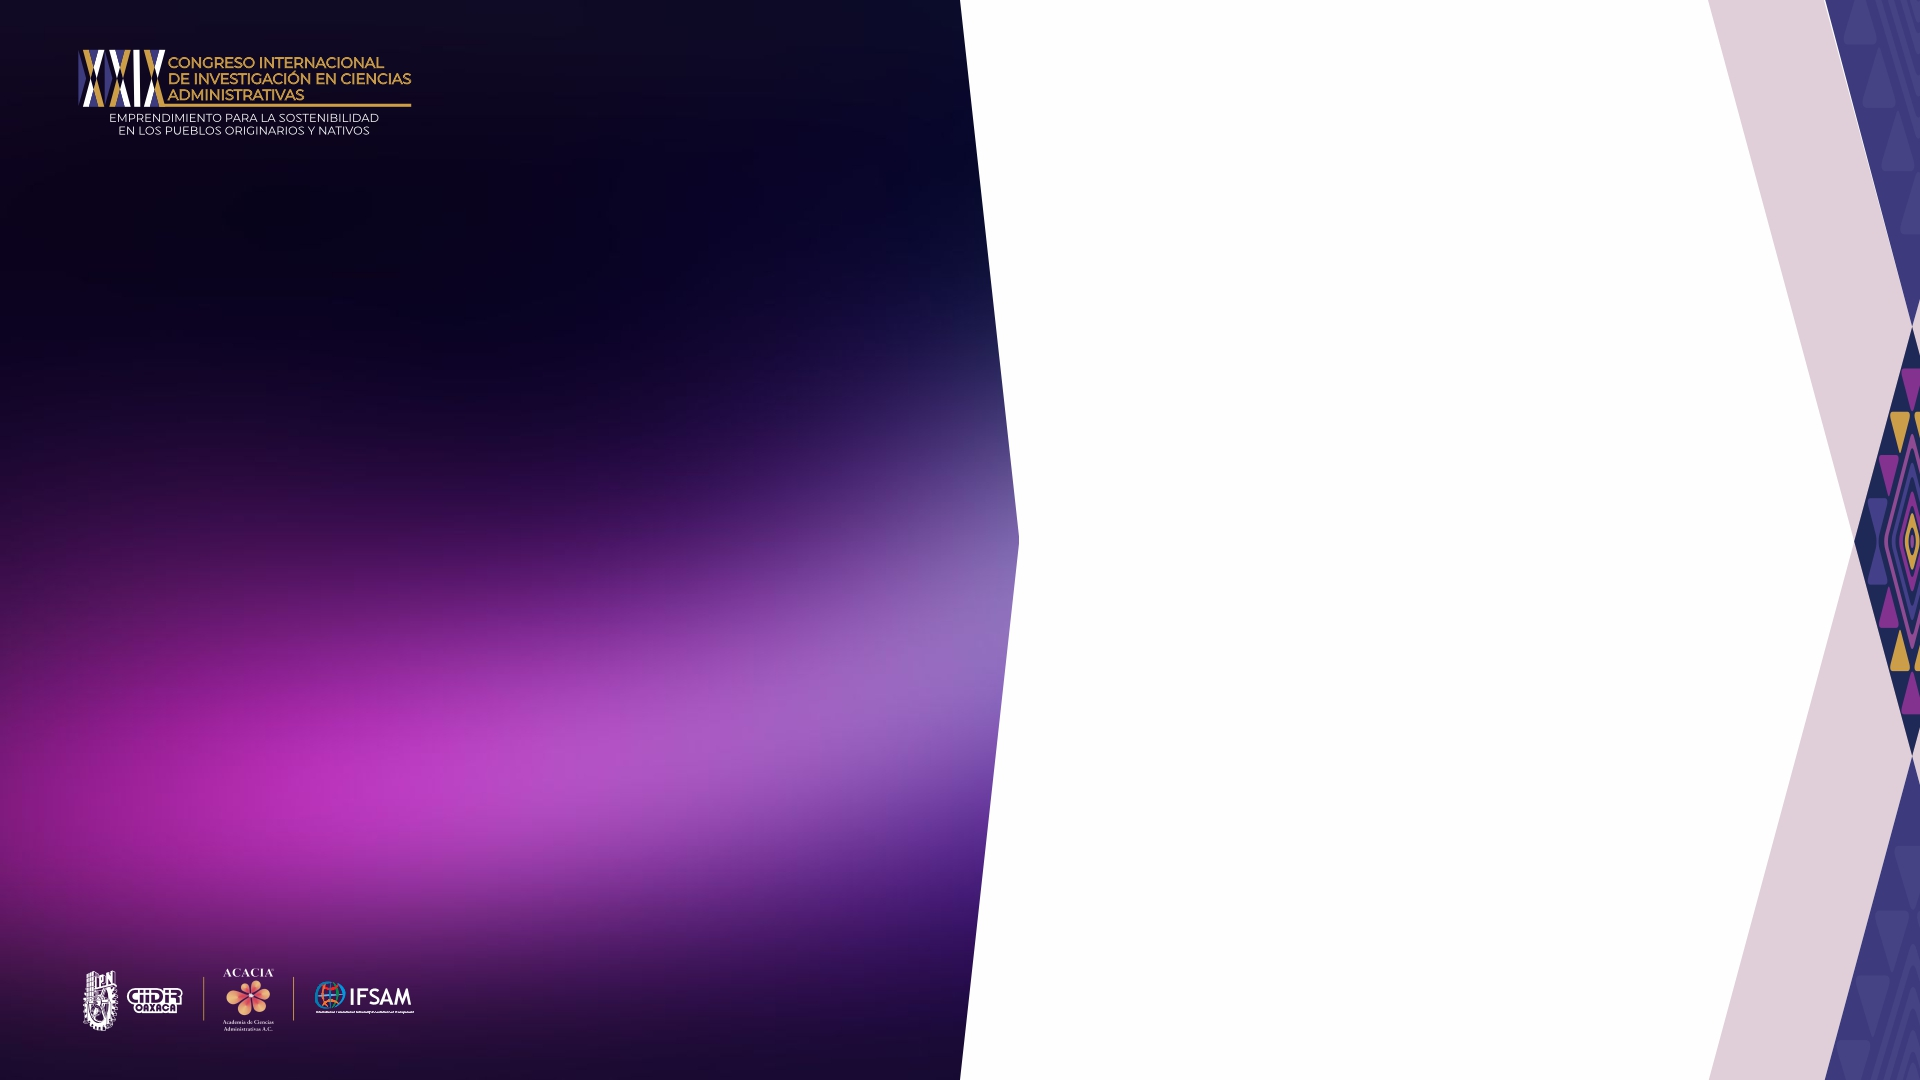 XXIX
CONGRESO INTERNACIONAL
DE INVESTIGACIÓN EN CIENCIAS
ADMINISTRATIVAS
EMPRENDIMIENTO PARA LA SOSTENIBILIDAD
EN LOS PUEBLOS ORIGINARIOS Y NATIVOS
IPN
CIIDIR
OAXACA
ACACIA
Academia de Ciencias
Administrativas A.C.
IFSAM